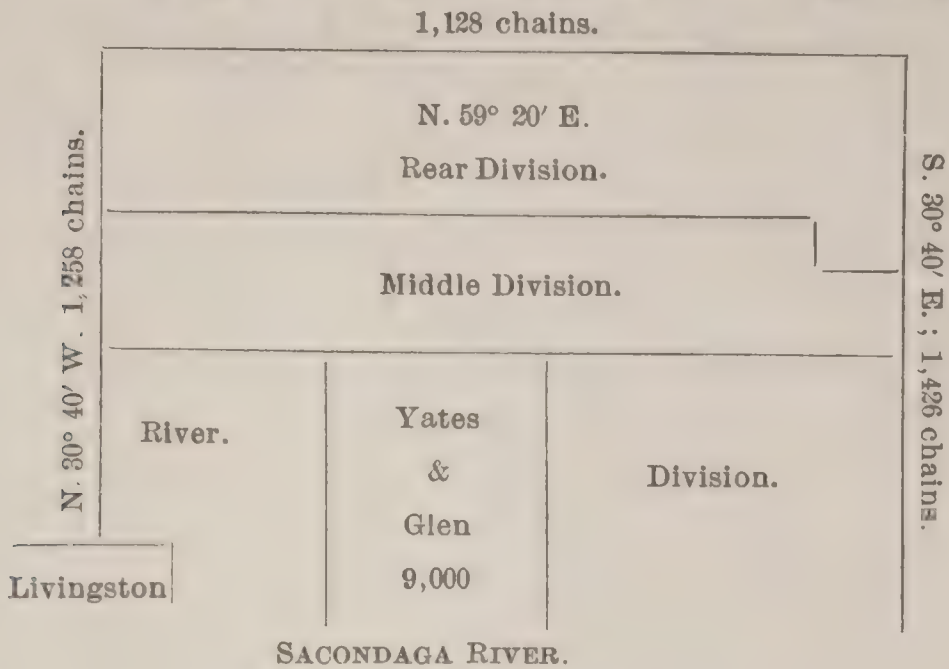 1,128 chains.
N. 59° 20′ E.
Rear Division.
N. 30° 40′ W. 1,258 chains.
S. 30° 40′ E.; 1,426 chains.
Middle Division.
River.
Yates
&
Glen
9,000
Division.
Livingston
SACONDAGA RIVER.